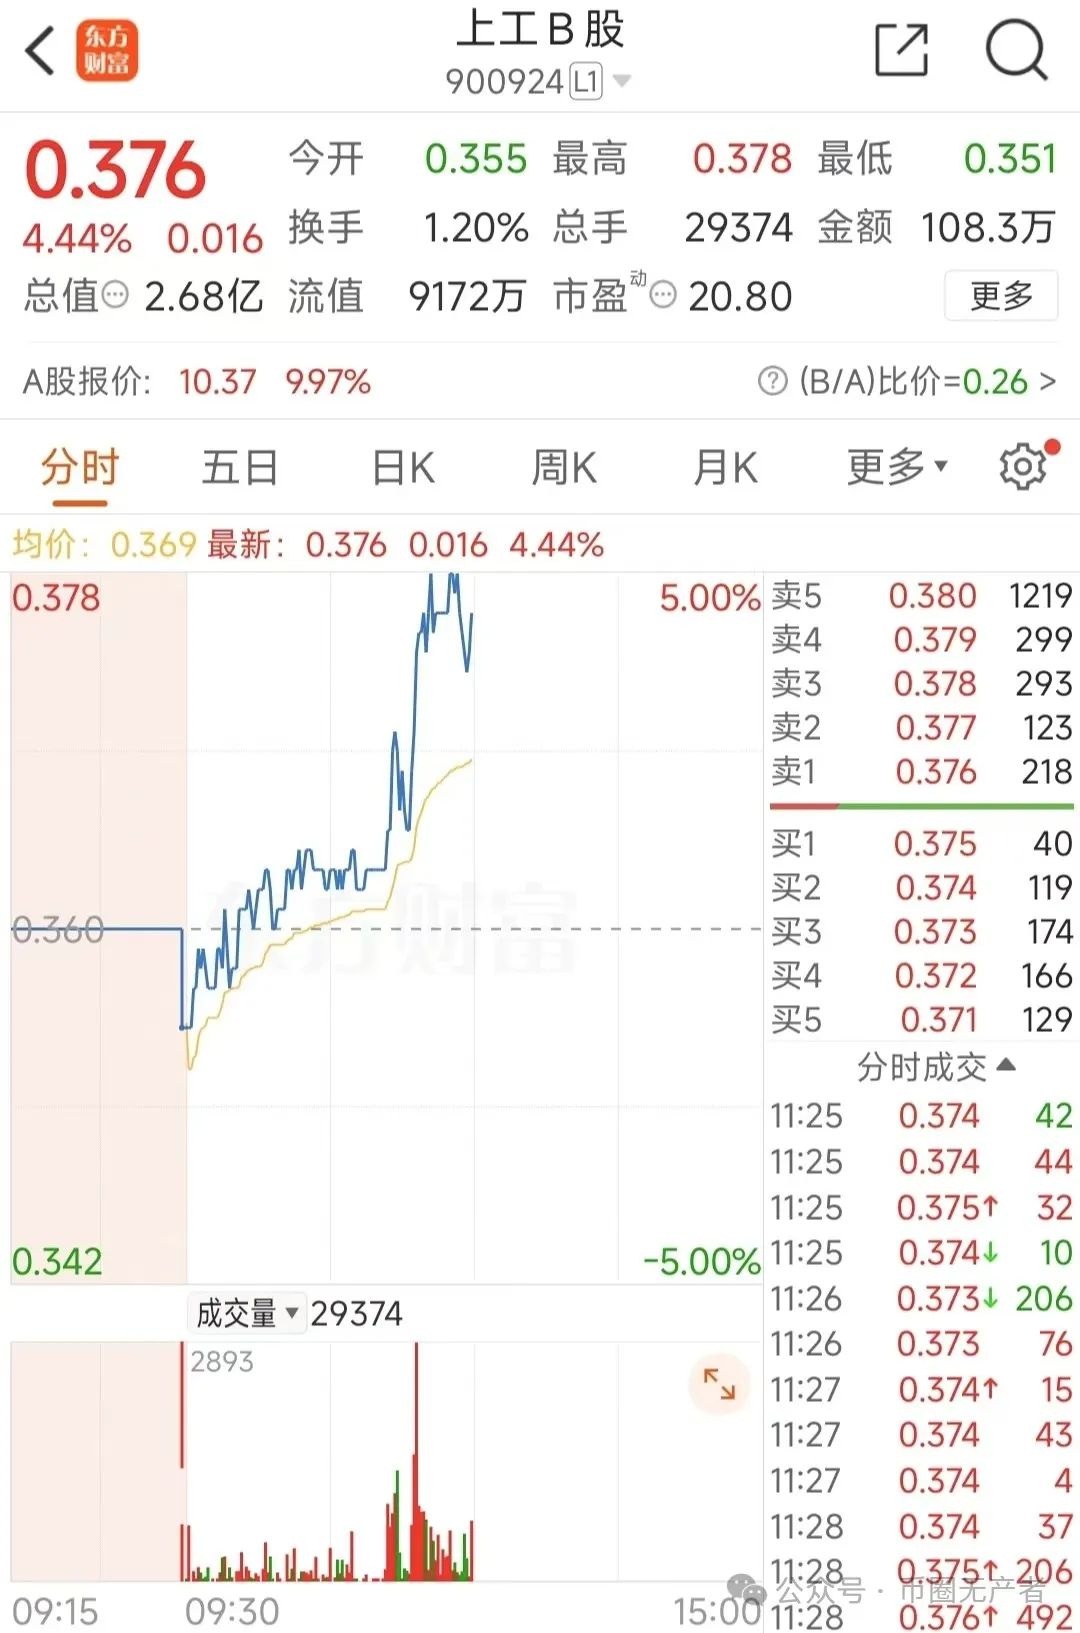 东方
财富
上工B股
900924 L1
0.376 今开 0.355 最高 0.378 最低 0.351
4.44% 0.016 换手 1.20% 总手 29374 金额 108.3万
总值 2.68亿 流值 9172万 市盈动 20.80 更多
A股报价: 10.37 9.97% ? (B/A)比价=0.26 >
分时 五日 日K 周K 月K 更多
均价: 0.369 最新: 0.376 0.016 4.44%
0.378 5.00%
0.360
东方财富
0.342 -5.00%
成交量 29374
2893
09:15 09:30 15:00
卖5 0.380 1219
卖4 0.379 299
卖3 0.378 293
卖2 0.377 123
卖1 0.376 218
买1 0.375 40
买2 0.374 119
买3 0.373 174
买4 0.372 166
买5 0.371 129
分时成交
11:25 0.374 42
11:25 0.374 44
11:25 0.375↑ 32
11:25 0.374↓ 10
11:26 0.373↓ 206
11:26 0.373 76
11:27 0.374↑ 15
11:27 0.374 43
11:27 0.374 4
11:28 0.374 37
11:28 0.375↑ 206
11:28 0.376↑ 492
公众号 · 币圈无产者